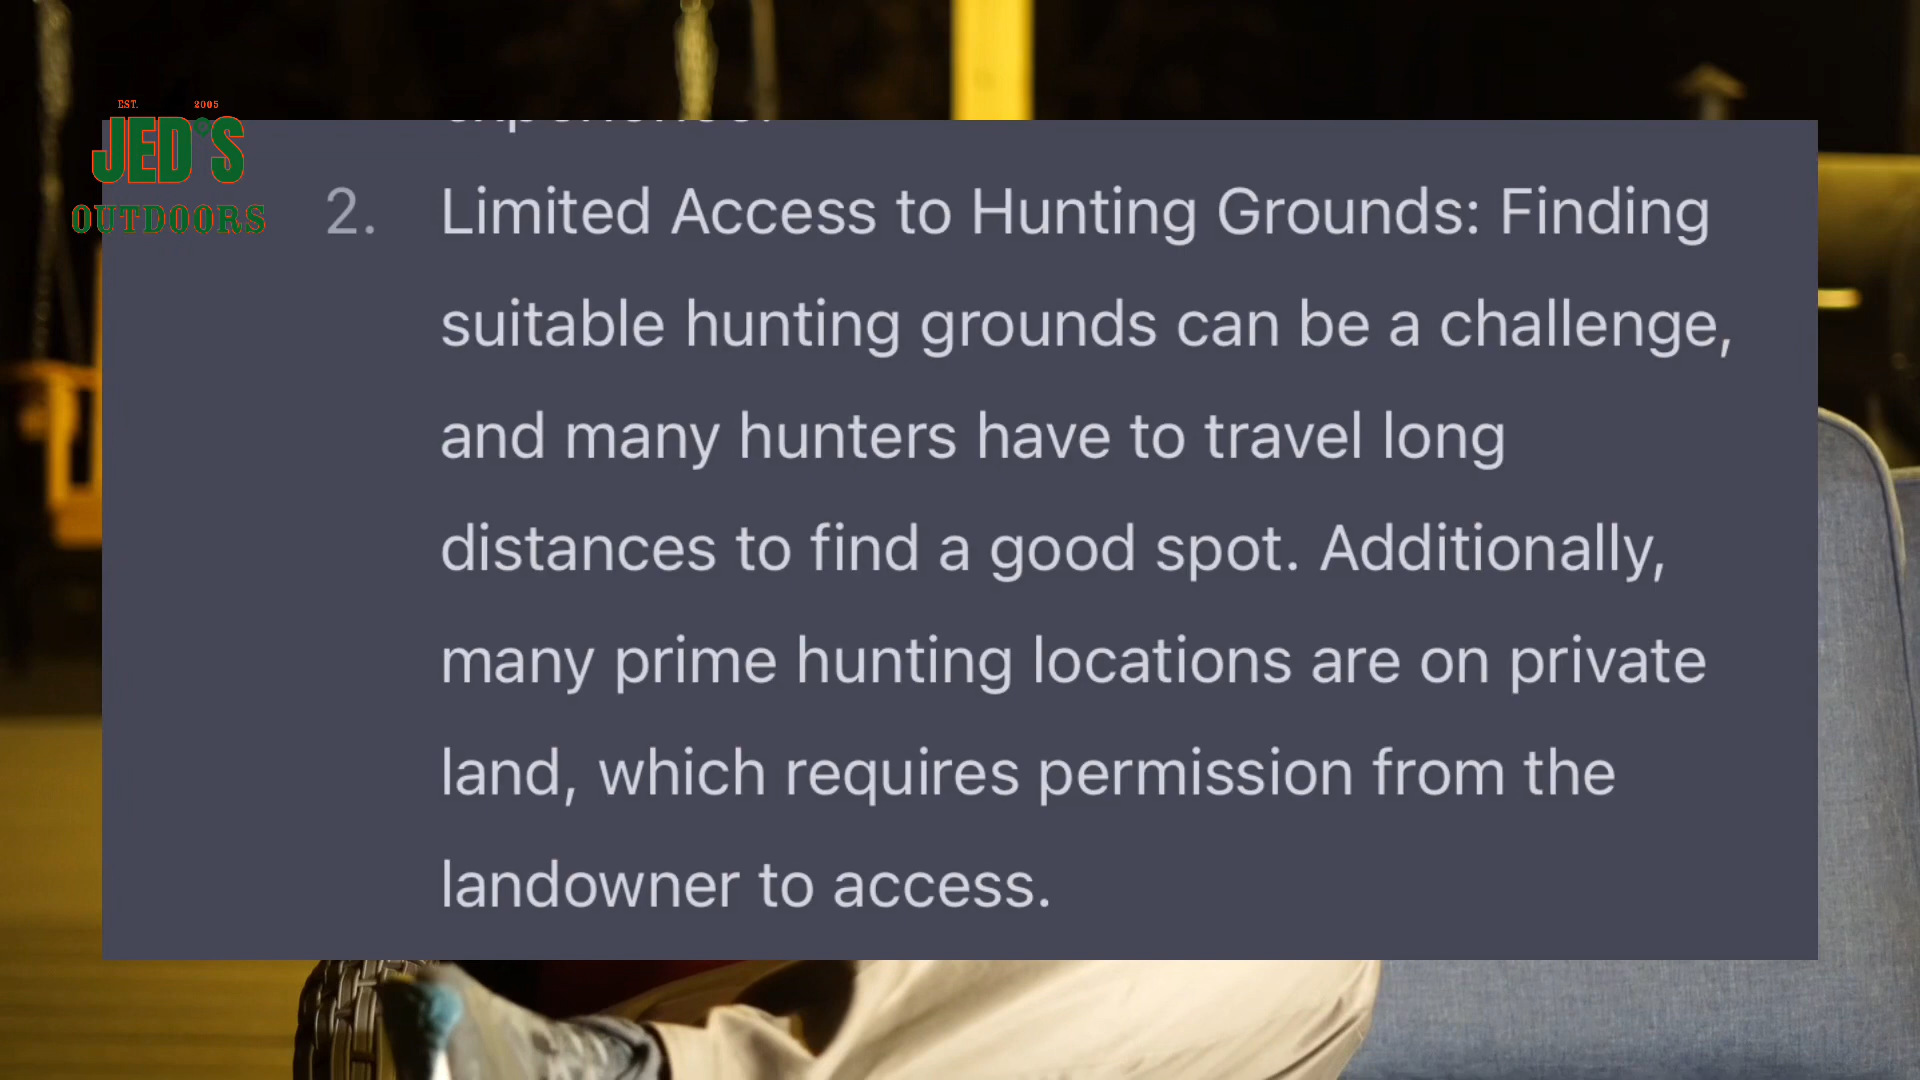 EST. 2005
JED'S
OUTDOORS
2. Limited Access to Hunting Grounds: Finding
suitable hunting grounds can be a challenge,
and many hunters have to travel long
distances to find a good spot. Additionally,
many prime hunting locations are on private
land, which requires permission from the
landowner to access.